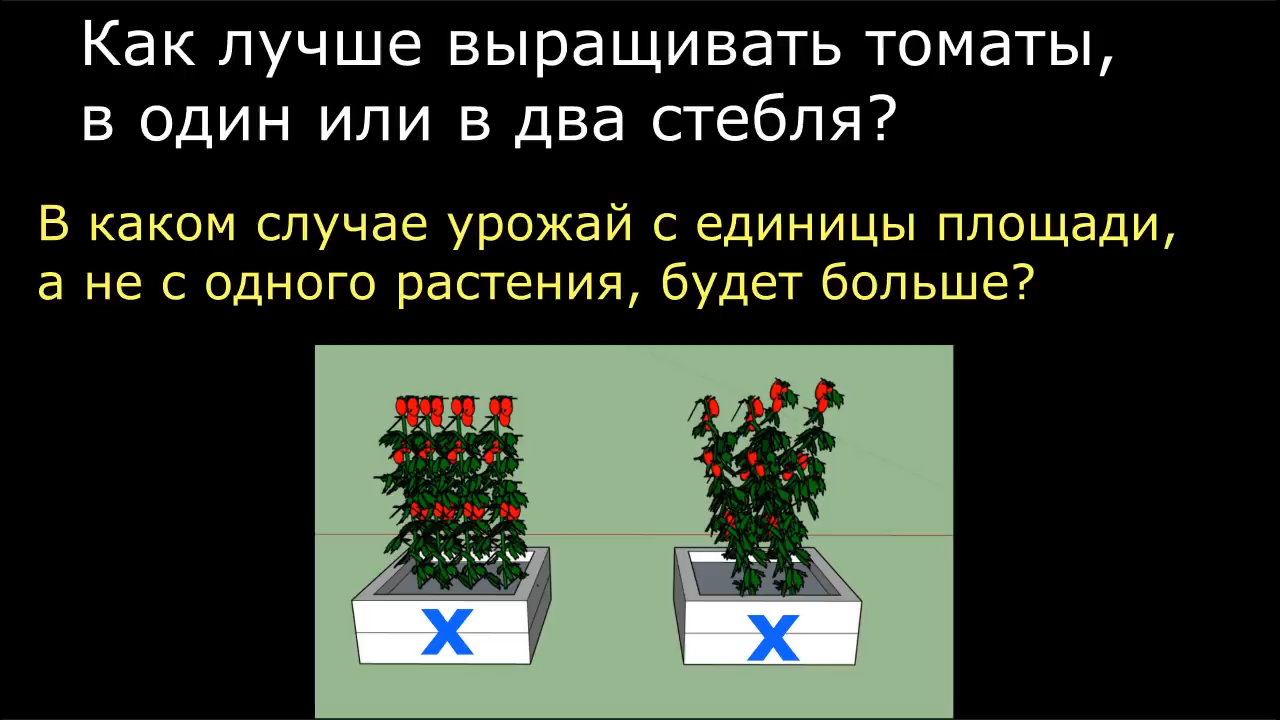 Как лучше выращивать томаты,
в один или в два стебля?
В каком случае урожай с единицы площади,
а не с одного растения, будет больше?
X X